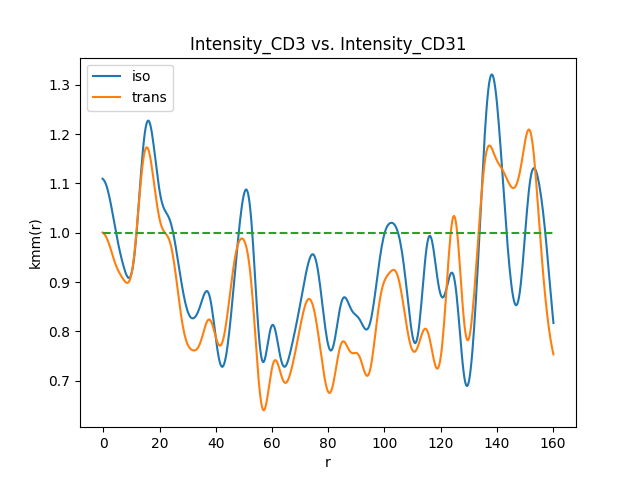 Intensity_CD3 vs. Intensity_CD31
iso
trans
kmm(r)
1.3
1.2
1.1
1.0
0.9
0.8
0.7
0 20 40 60 80 100 120 140 160
r